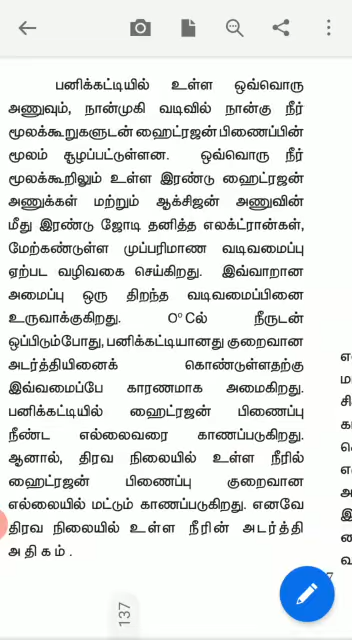 பனிக்கட்டியில் உள்ள ஒவ்வொரு
அணுவும், நான்முகி வடிவில் நான்கு நீர்
மூலக்கூறுகளுடன் ஹைட்ரஜன் பிணைப்பின்
மூலம் சூழப்பட்டுள்ளன. ஒவ்வொரு நீர்
மூலக்கூறிலும் உள்ள இரண்டு ஹைட்ரஜன்
அணுக்கள் மற்றும் ஆக்சிஜன் அணுவின்
மீது இரண்டு ஜோடி தனித்த எலக்ட்ரான்கள்,
மேற்கண்டுள்ள முப்பரிமாண வடிவமைப்பு
ஏற்பட வழிவகை செய்கிறது. இவ்வாறான
அமைப்பு ஒரு திறந்த வடிவமைப்பினை
உருவாக்குகிறது. 0° Cல் நீருடன்
ஒப்பிடும்போது, பனிக்கட்டியானது குறைவான
அடர்த்தியினைக் கொண்டுள்ளதற்கு
இவ்வமைப்பே காரணமாக அமைகிறது.
பனிக்கட்டியில் ஹைட்ரஜன் பிணைப்பு
நீண்ட எல்லைவரை காணப்படுகிறது.
ஆனால், திரவ நிலையில் உள்ள நீரில்
ஹைட்ரஜன் பிணைப்பு குறைவான
எல்லையில் மட்டும் காணப்படுகிறது. எனவே
திரவ நிலையில் உள்ள நீரின் அடர்த்தி
அதிகம்.
137